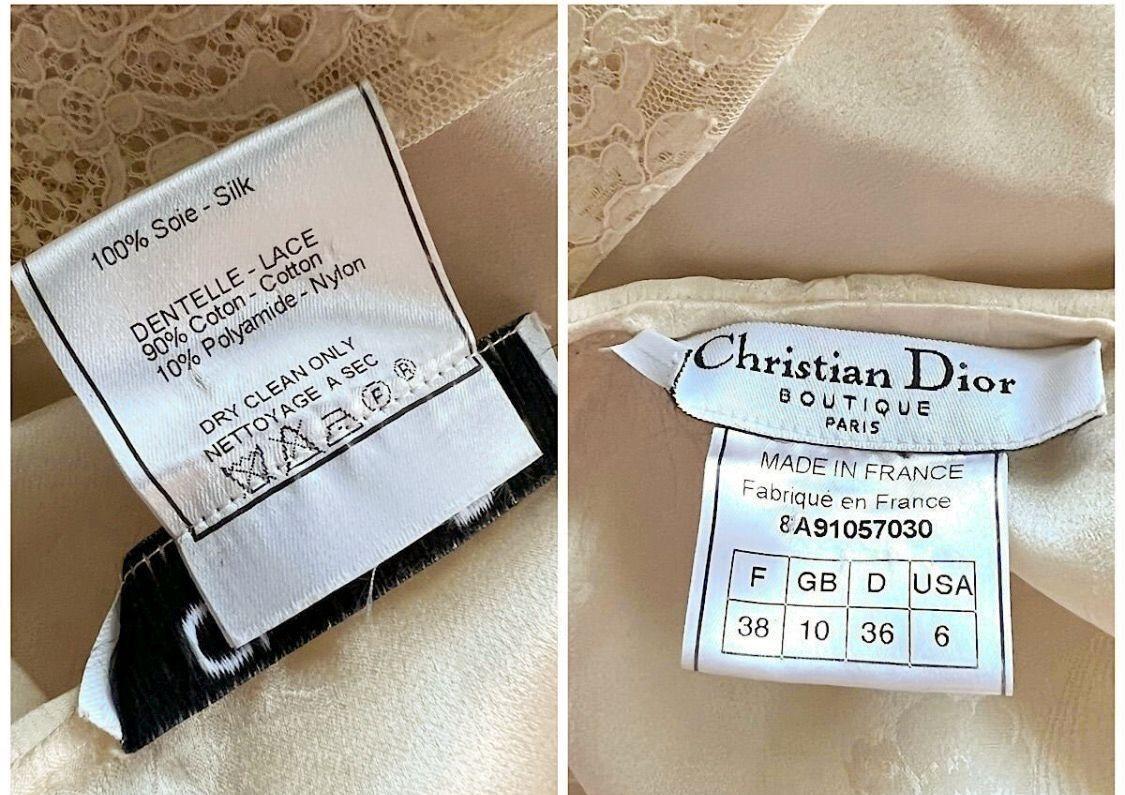 100% Soie - Silk
DENTELLE - LACE
90% Coton - Cotton
10% Polyamide - Nylon
DRY CLEAN ONLY
NETTOYAGE A SEC
P R
Christian Dior
BOUTIQUE
PARIS
MADE IN FRANCE
Fabriqué en France
8A91057030
F GB D USA
38 10 36 6